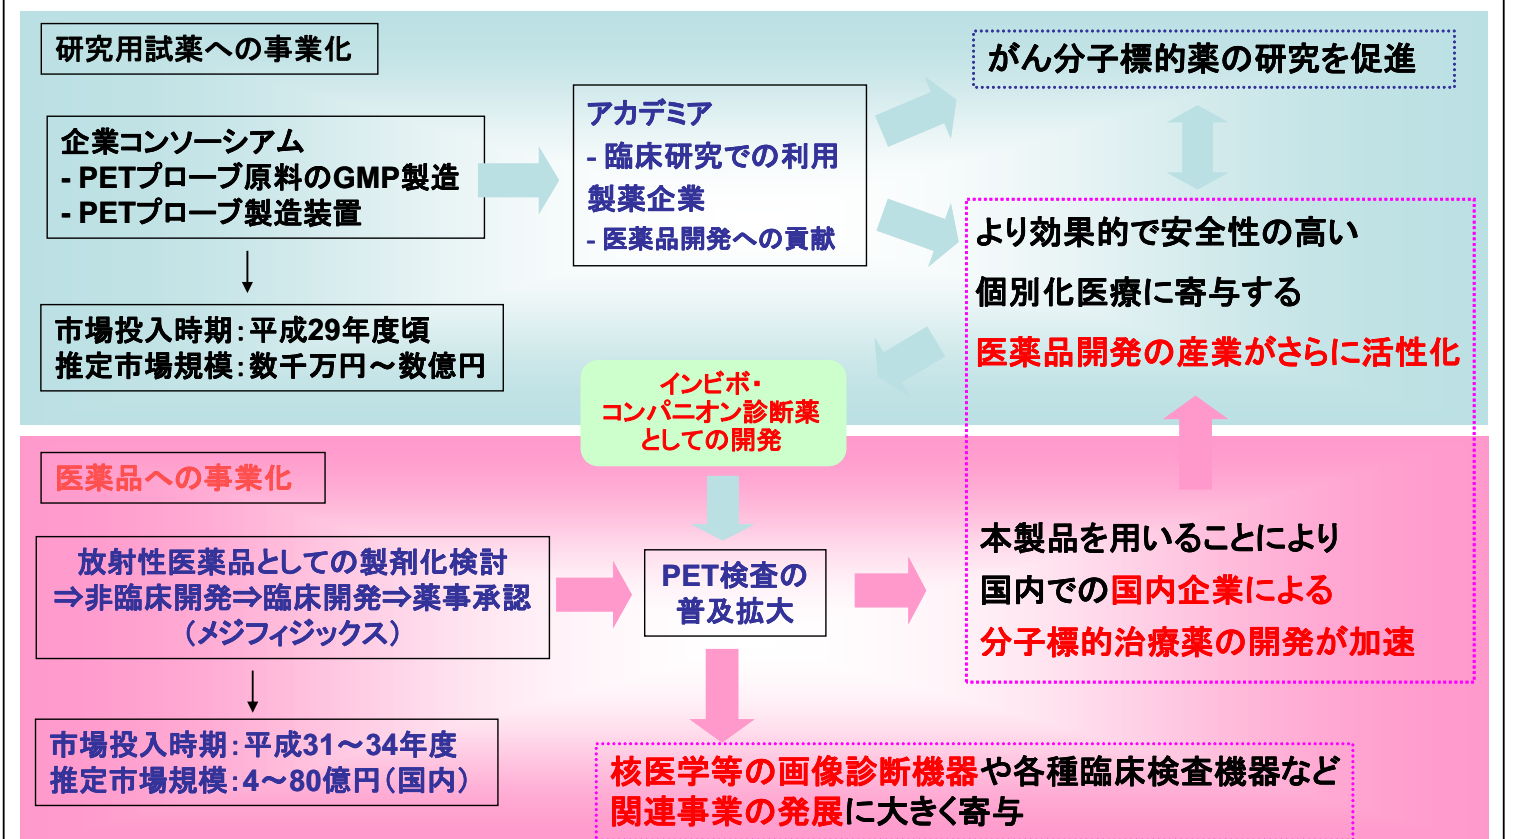 研究用試薬への事業化
企業コンソーシアム
- PETプローブ原料のGMP製造
- PETプローブ製造装置
市場投入時期：平成29年度頃
推定市場規模：数千万円～数億円
アカデミア
- 臨床研究での利用
製薬企業
- 医薬品開発への貢献
がん分子標的薬の研究を促進
より効果的で安全性の高い
個別化医療に寄与する
医薬品開発の産業がさらに活性化
インビボ・
コンパニオン診断薬
としての開発
医薬品への事業化
放射性医薬品としての製剤化検討
⇒非臨床開発⇒臨床開発⇒薬事承認
（メジフィジックス）
市場投入時期：平成31～34年度
推定市場規模：4～80億円（国内）
PET検査の
普及拡大
本製品を用いることにより
国内での国内企業による
分子標的治療薬の開発が加速
核医学等の画像診断機器や各種臨床検査機器など
関連事業の発展に大きく寄与